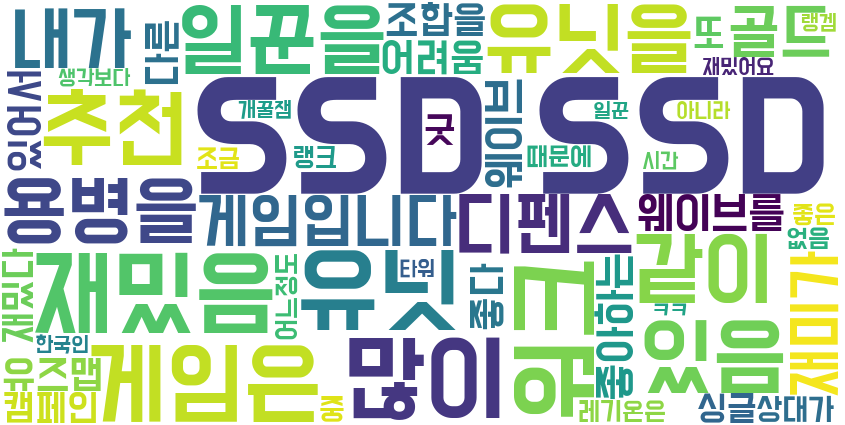 내가
다른
일꾼을
조합을
어려움
유닛을
또
골드
랭겜
재밌어요
생각보다
있어서
추천
SSD SSD
개꿀잼
굿
웨이브
일꾼
아니라
조금
랭크
때문에
시간
용병을
게임입니다
디펜스
웨이브를
좋은
없음
재밌다
재밌음
어느정도
유닛
타워
좋다
워크
좋아하는
같이
재미가
한국인
ㅋㅋ
유즈맵
캠페인
게임은
중
많이
있음
레기온은
싱글상대가